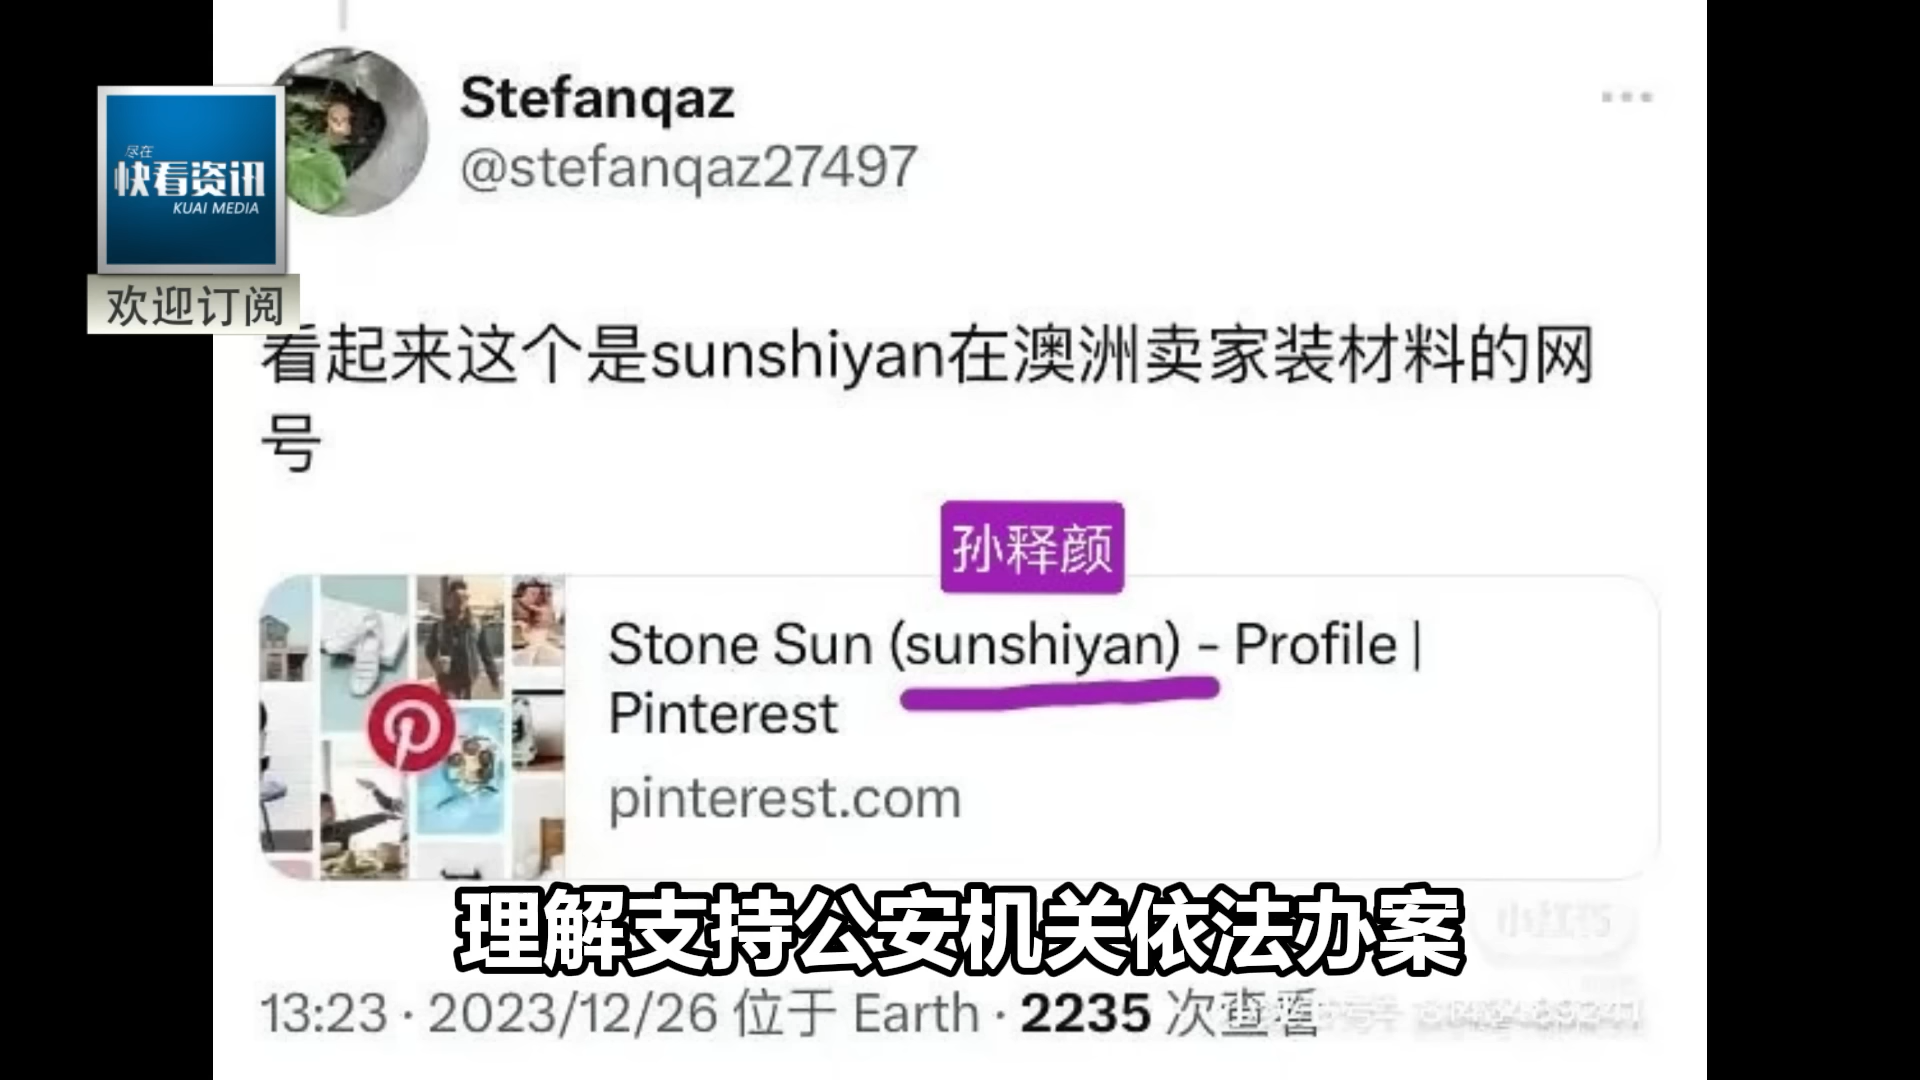 Stefanqaz
@stefanqaz27497
尽在
快看资讯
KUAI MEDIA
欢迎订阅
看起来这个是sunshiyan在澳洲卖家装材料的网
号
孙释颜
Stone Sun (sunshiyan) - Profile |
Pinterest
pinterest.com
理解支持公安机关依法办案
小红书
13:23 · 2023/12/26 位于 Earth · 2235 次查看